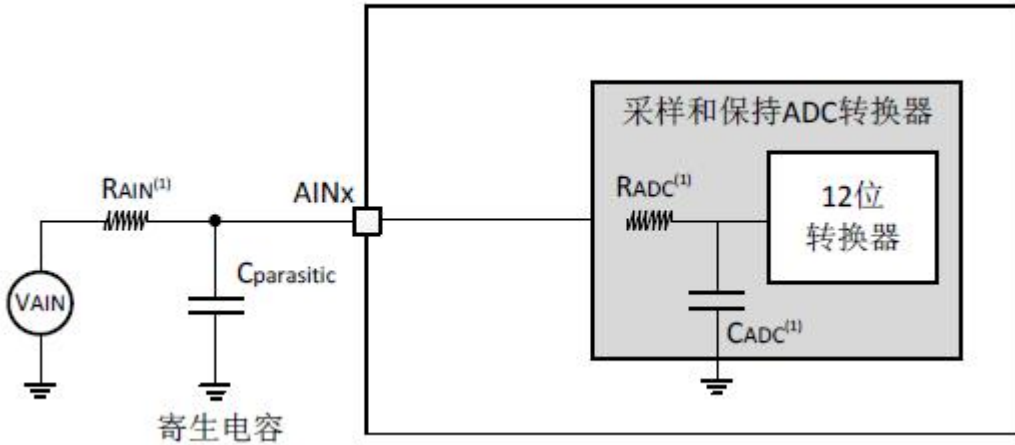 采样和保持ADC转换器
RAIN(1)
AINx
RADC(1)
12位
转换器
Cparasitic
VAIN
CADC(1)
寄生电容